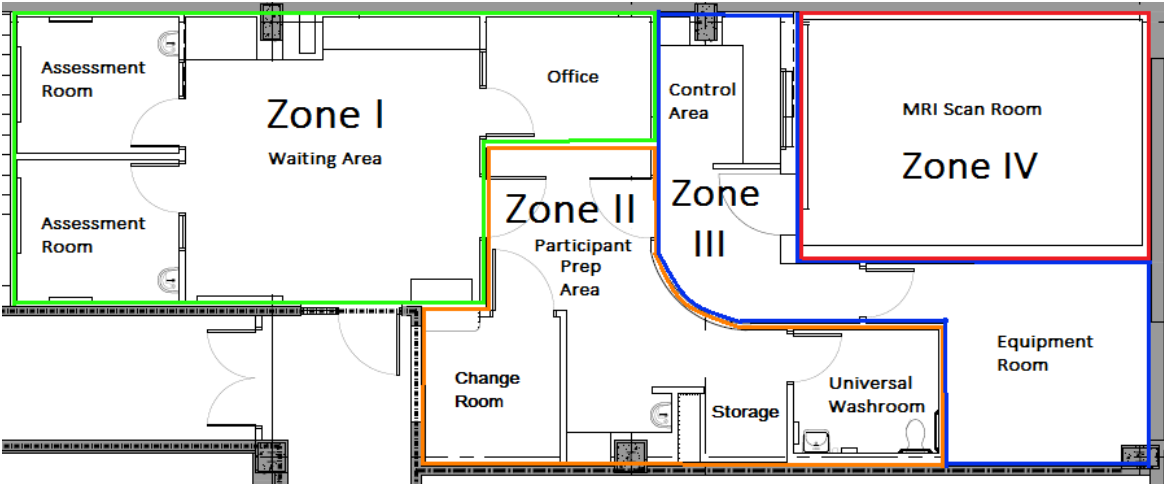 Assessment
Room
Zone I
Waiting Area
Office
Assessment
Room
Zone II
Participant
Prep
Area
Control
Area
Zone
III
MRI Scan Room
Zone IV
Change
Room
Storage
Universal
Washroom
Equipment
Room